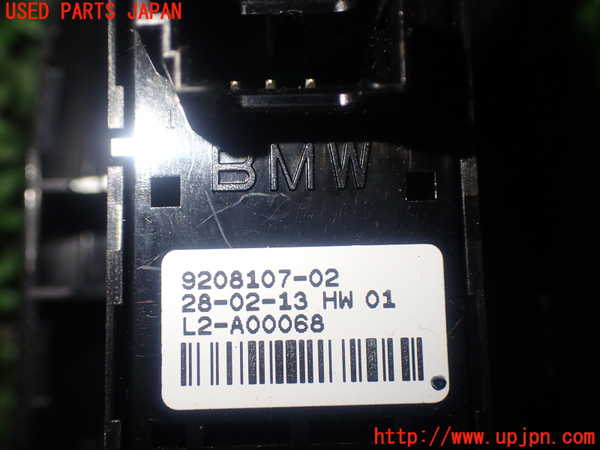 USED PARTS JAPAN
BMW
9208107-02
28-02-13 HW 01
L2-A00068
http://www.upjpn.com